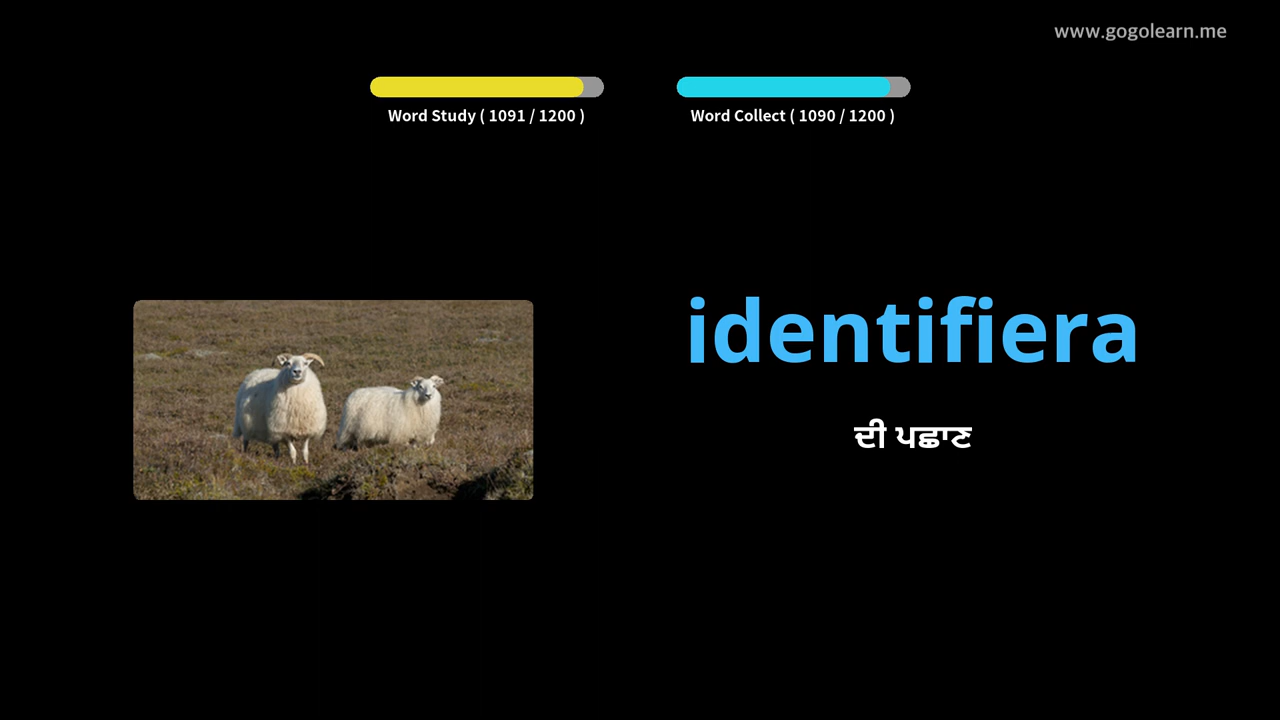 www.gogolearn.me
Word Study ( 1091 / 1200 )
Word Collect ( 1090 / 1200 )
identifiera
ਦੀ ਪਛਾਣ